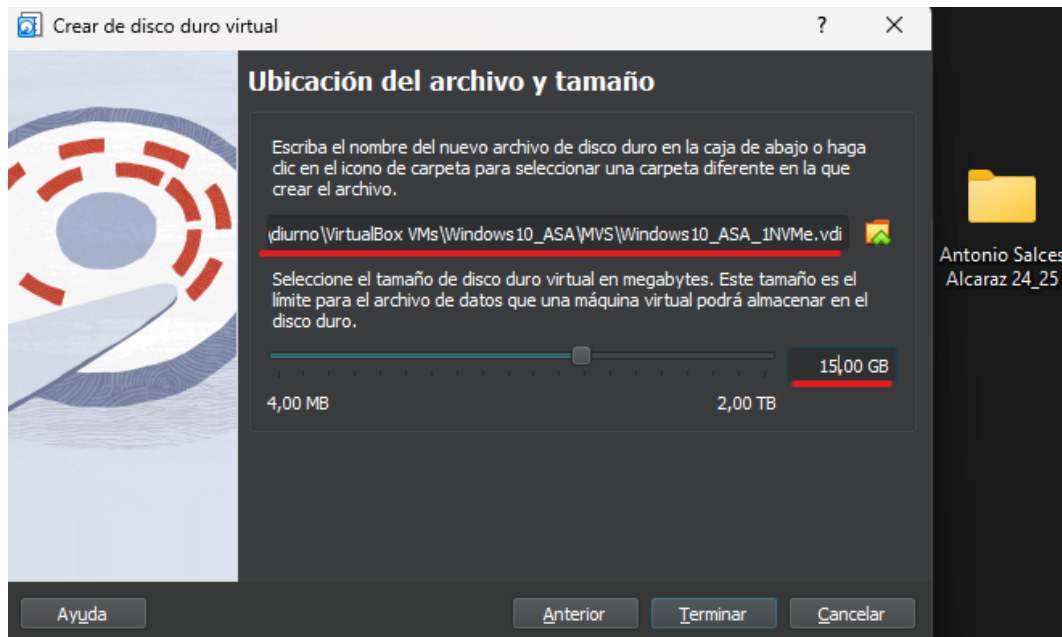 Crear de disco duro virtual
?
Ubicación del archivo y tamaño
Escriba el nombre del nuevo archivo de disco duro en la caja de abajo o haga
clic en el icono de carpeta para seleccionar una carpeta diferente en la que
crear el archivo.
\diurno\VirtualBox VMs\Windows10_ASA\MVS\Windows10_ASA_1NVMe.vdi
Seleccione el tamaño de disco duro virtual en megabytes. Este tamaño es el
límite para el archivo de datos que una máquina virtual podrá almacenar en el
disco duro.
15,00 GB
4,00 MB
2,00 TB
Antonio Salces
Alcaraz 24_25
Ayuda
Anterior
Terminar
Cancelar